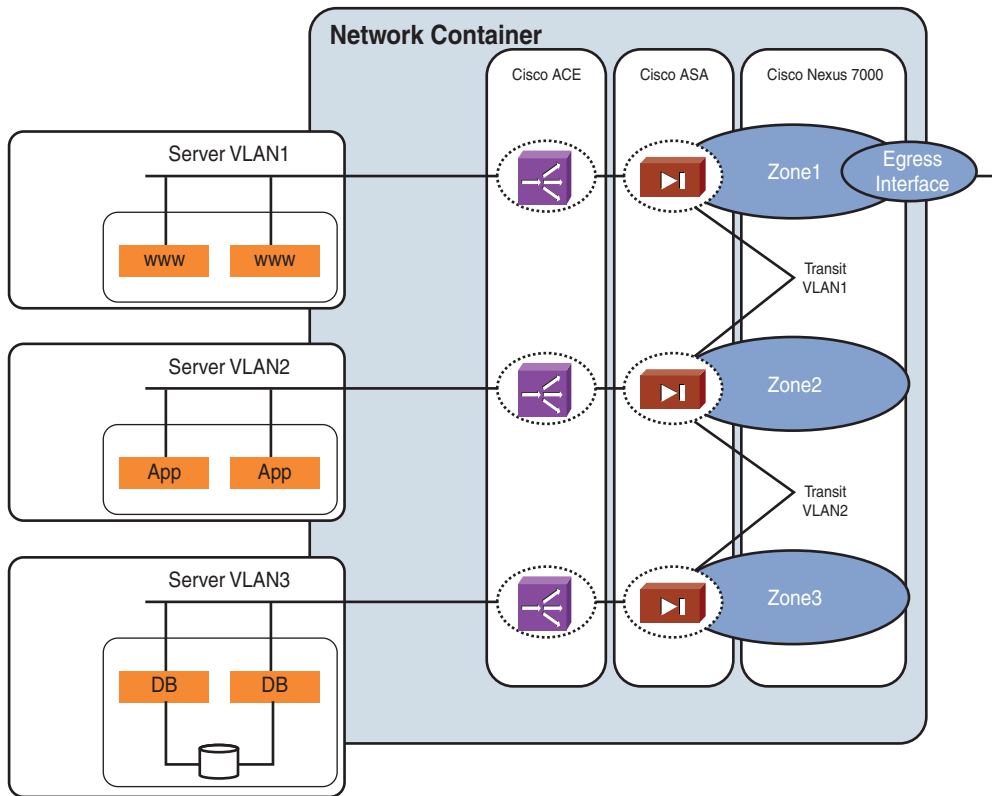 Network Container
Cisco ACE
Cisco ASA
Cisco Nexus 7000
Server VLAN1
www
www
Zone1
Egress
Interface
Transit
VLAN1
Server VLAN2
App
App
Zone2
Transit
VLAN2
Server VLAN3
DB
DB
Zone3